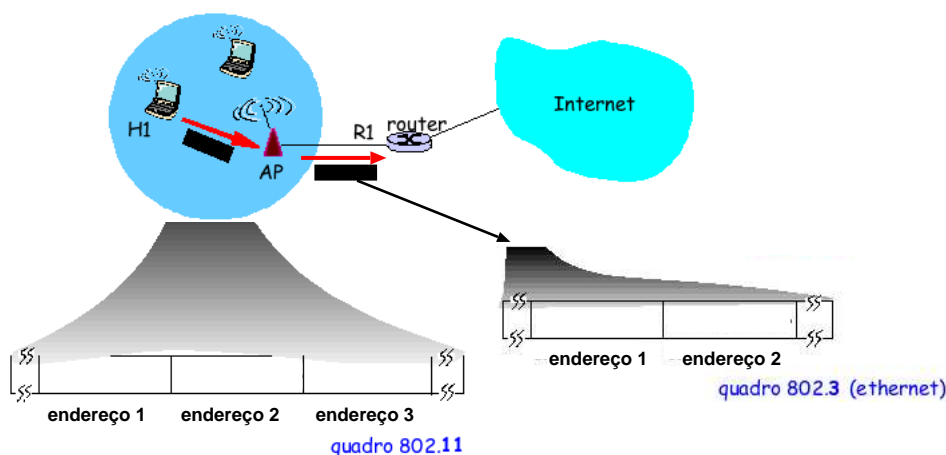 H1
AP
R1
router
Internet
endereço 1 endereço 2
quadro 802.3 (ethernet)
endereço 1 endereço 2 endereço 3
quadro 802.11